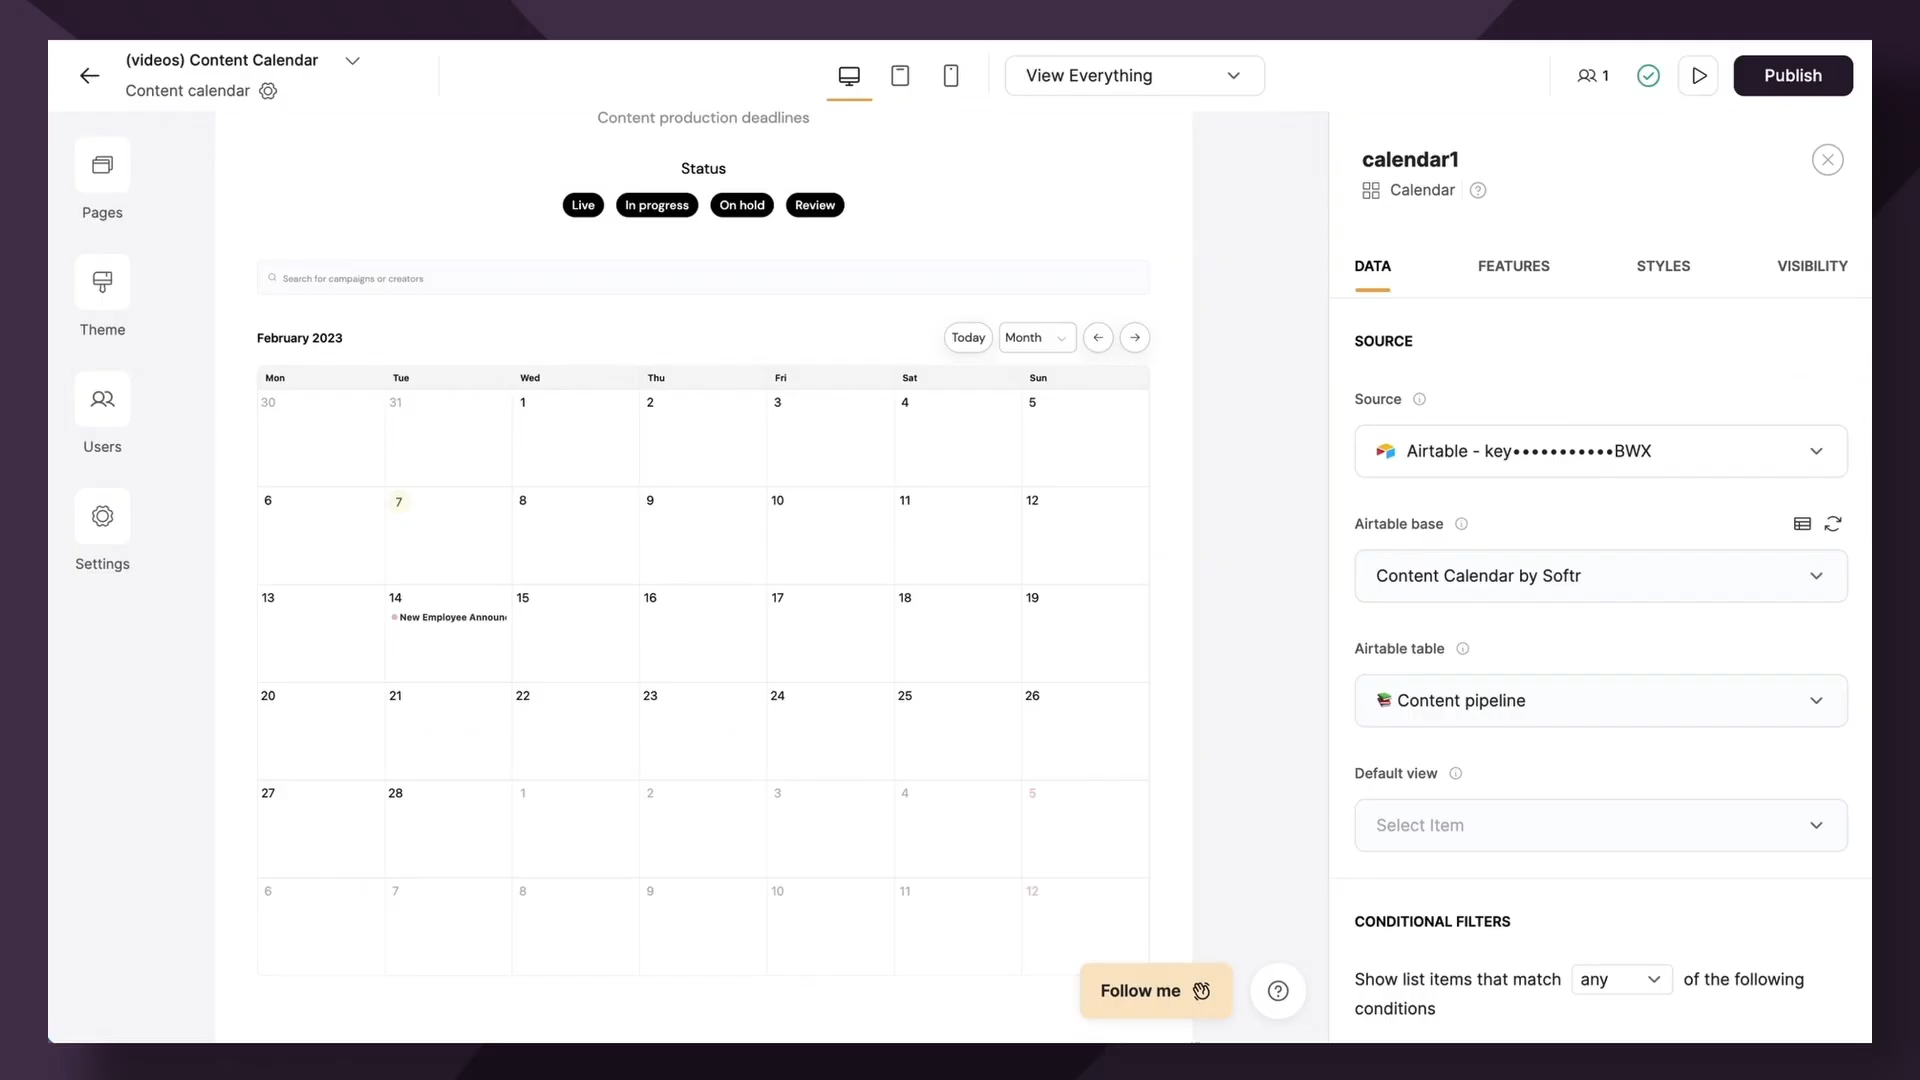 (videos) Content Calendar
Content calendar
View Everything
1
Publish
Pages
Theme
Users
Settings
Content production deadlines
Status
Live In progress On hold Review
Search for campaigns or creators
February 2023
Today Month
Mon Tue Wed Thu Fri Sat Sun
30 31 1 2 3 4 5
6 7 8 9 10 11 12
13 14 15 16 17 18 19
New Employee Announ
20 21 22 23 24 25 26
27 28 1 2 3 4 5
6 7 8 9 10 11 12
Follow me
calendar1
Calendar
DATA FEATURES STYLES VISIBILITY
SOURCE
Source
Airtable - key•••••••••••BWX
Airtable base
Content Calendar by Softr
Airtable table
Content pipeline
Default view
Select Item
CONDITIONAL FILTERS
Show list items that match any of the following
conditions